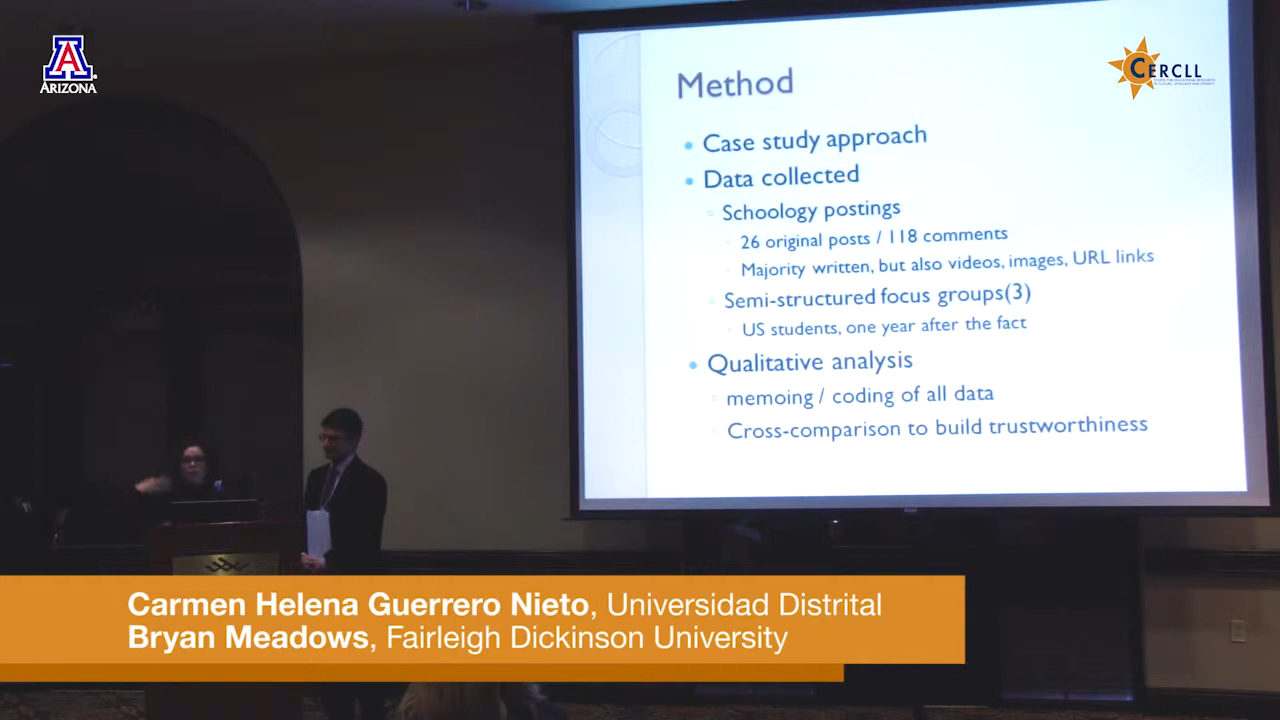 A
ARIZONA
CERCLL
Method
Case study approach
Data collected
Schoology postings
26 original posts / 118 comments
Majority written, but also videos, images, URL links
Semi-structured focus groups(3)
US students, one year after the fact
Qualitative analysis
memoing / coding of all data
Cross-comparison to build trustworthiness
Carmen Helena Guerrero Nieto, Universidad Distrital
Bryan Meadows, Fairleigh Dickinson University